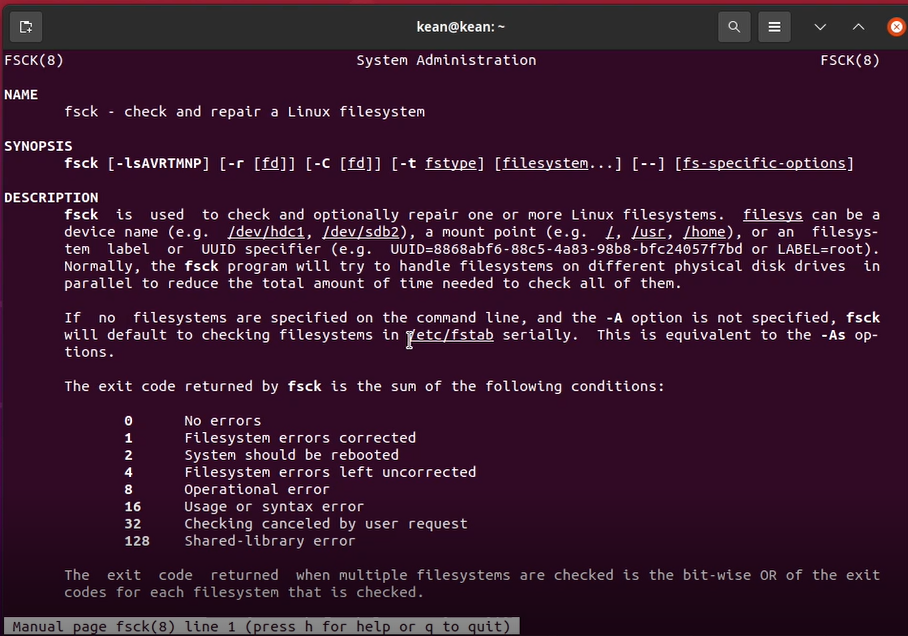 kean@kean: ~
FSCK(8) System Administration FSCK(8)
NAME
fsck - check and repair a Linux filesystem
SYNOPSIS
fsck [-lsAVRTMNP] [-r [fd]] [-C [fd]] [-t fstype] [filesystem...] [--] [fs-specific-options]
DESCRIPTION
fsck is used to check and optionally repair one or more Linux filesystems. filesys can be a
device name (e.g. /dev/hdc1, /dev/sdb2), a mount point (e.g. /, /usr, /home), or an filesys-
tem label or UUID specifier (e.g. UUID=8868abf6-88c5-4a83-98b8-bfc24057f7bd or LABEL=root).
Normally, the fsck program will try to handle filesystems on different physical disk drives in
parallel to reduce the total amount of time needed to check all of them.
If no filesystems are specified on the command line, and the -A option is not specified, fsck
will default to checking filesystems in /etc/fstab serially. This is equivalent to the -As op-
tions.
The exit code returned by fsck is the sum of the following conditions:
0 No errors
1 Filesystem errors corrected
2 System should be rebooted
4 Filesystem errors left uncorrected
8 Operational error
16 Usage or syntax error
32 Checking canceled by user request
128 Shared-library error
The exit code returned when multiple filesystems are checked is the bit-wise OR of the exit
codes for each filesystem that is checked.
Manual page fsck(8) line 1 (press h for help or q to quit)